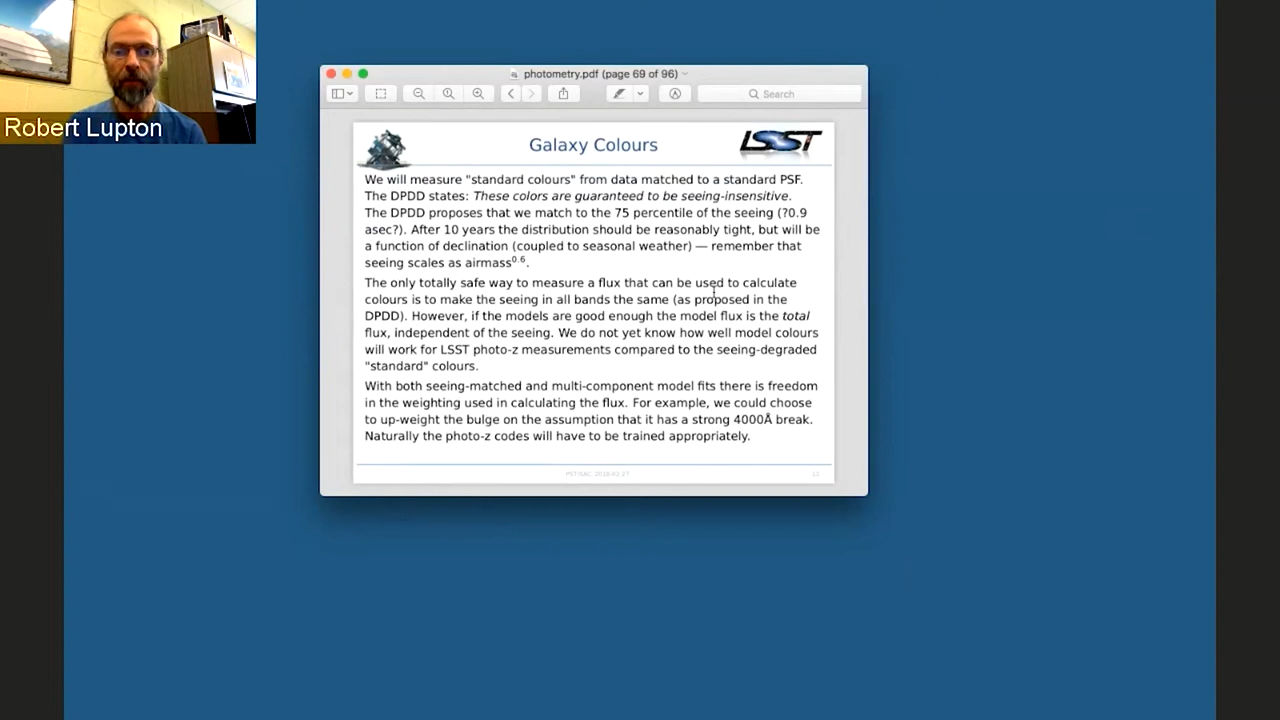 Robert Lupton
photometry.pdf (page 69 of 96)
Search
Galaxy Colours
LSST
We will measure "standard colours" from data matched to a standard PSF.
The DPDD states: These colors are guaranteed to be seeing-insensitive.
The DPDD proposes that we match to the 75 percentile of the seeing (?0.9
asec?). After 10 years the distribution should be reasonably tight, but will be
a function of declination (coupled to seasonal weather) — remember that
seeing scales as airmass^0.6.
The only totally safe way to measure a flux that can be used to calculate
colours is to make the seeing in all bands the same (as proposed in the
DPDD). However, if the models are good enough the model flux is the total
flux, independent of the seeing. We do not yet know how well model colours
will work for LSST photo-z measurements compared to the seeing-degraded
"standard" colours.
With both seeing-matched and multi-component model fits there is freedom
in the weighting used in calculating the flux. For example, we could choose
to up-weight the bulge on the assumption that it has a strong 4000Å break.
Naturally the photo-z codes will have to be trained appropriately.